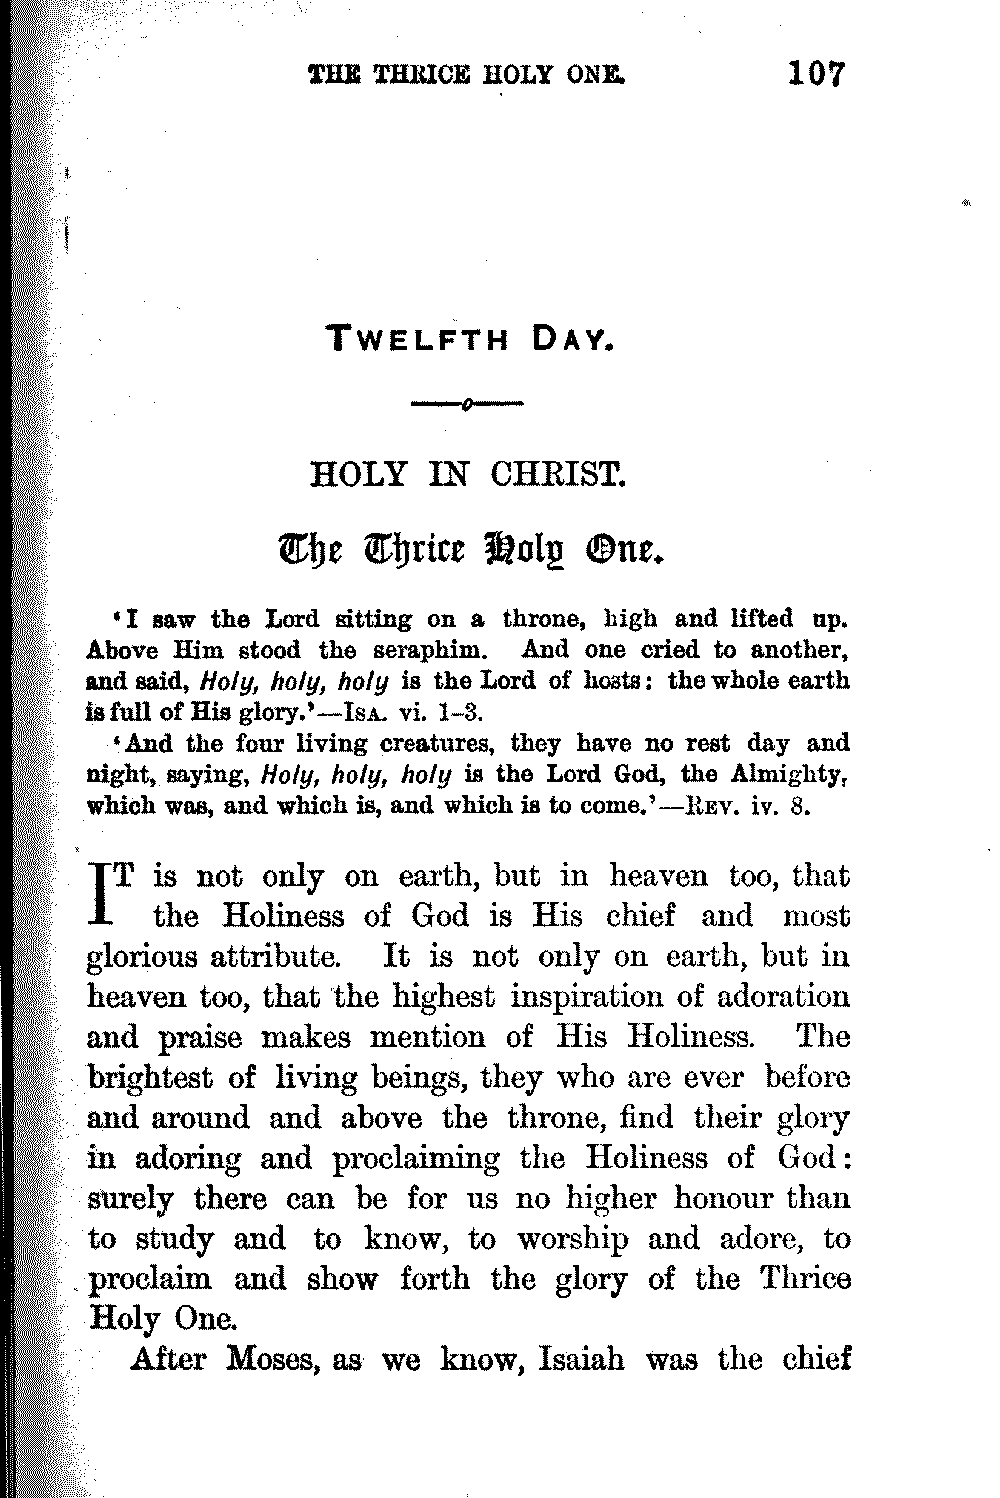 THE THRICE HOLY ONE. 107
TWELFTH DAY.
HOLY IN CHRIST.
The Thrice Holy One.
'I saw the Lord sitting on a throne, high and lifted up.
Above Him stood the seraphim. And one cried to another,
and said, Holy, holy, holy is the Lord of hosts: the whole earth
is full of His glory.'—ISA. vi. 1-3.
'And the four living creatures, they have no rest day and
night, saying, Holy, holy, holy is the Lord God, the Almighty,
which was, and which is, and which is to come.'—REV. iv. 8.
IT is not only on earth, but in heaven too, that
the Holiness of God is His chief and most
glorious attribute. It is not only on earth, but in
heaven too, that the highest inspiration of adoration
and praise makes mention of His Holiness. The
brightest of living beings, they who are ever before
and around and above the throne, find their glory
in adoring and proclaiming the Holiness of God:
surely there can be for us no higher honour than
to study and to know, to worship and adore, to
proclaim and show forth the glory of the Thrice
Holy One.
After Moses, as we know, Isaiah was the chief